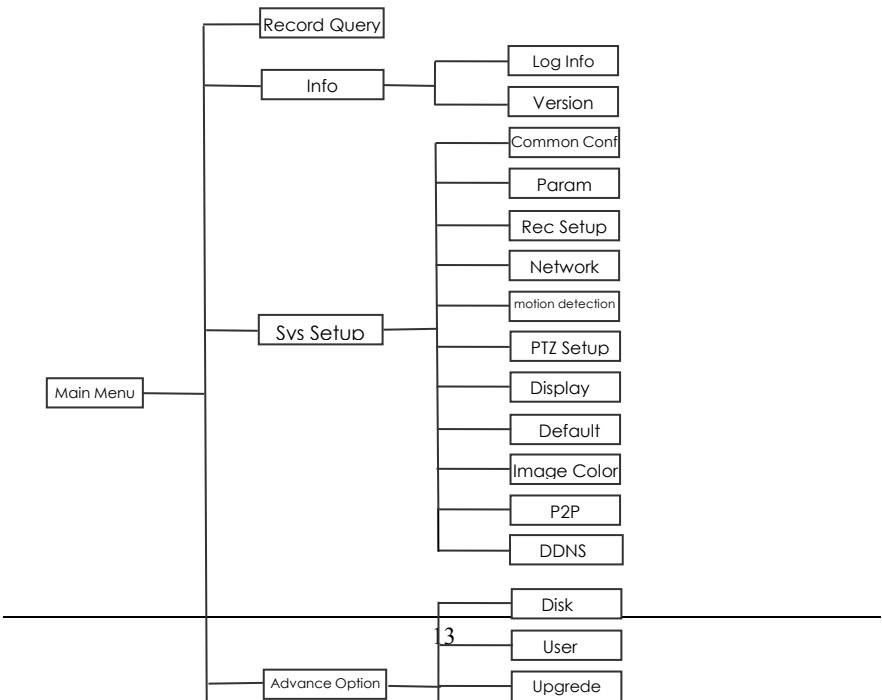 Record Query
Info
Log Info
Version
Common Conf
Param
Rec Setup
Network
motion detection
Sys Setup
PTZ Setup
Display
Main Menu
Default
Image Color
P2P
DDNS
Disk
13
User
Advance Option
Upgrede